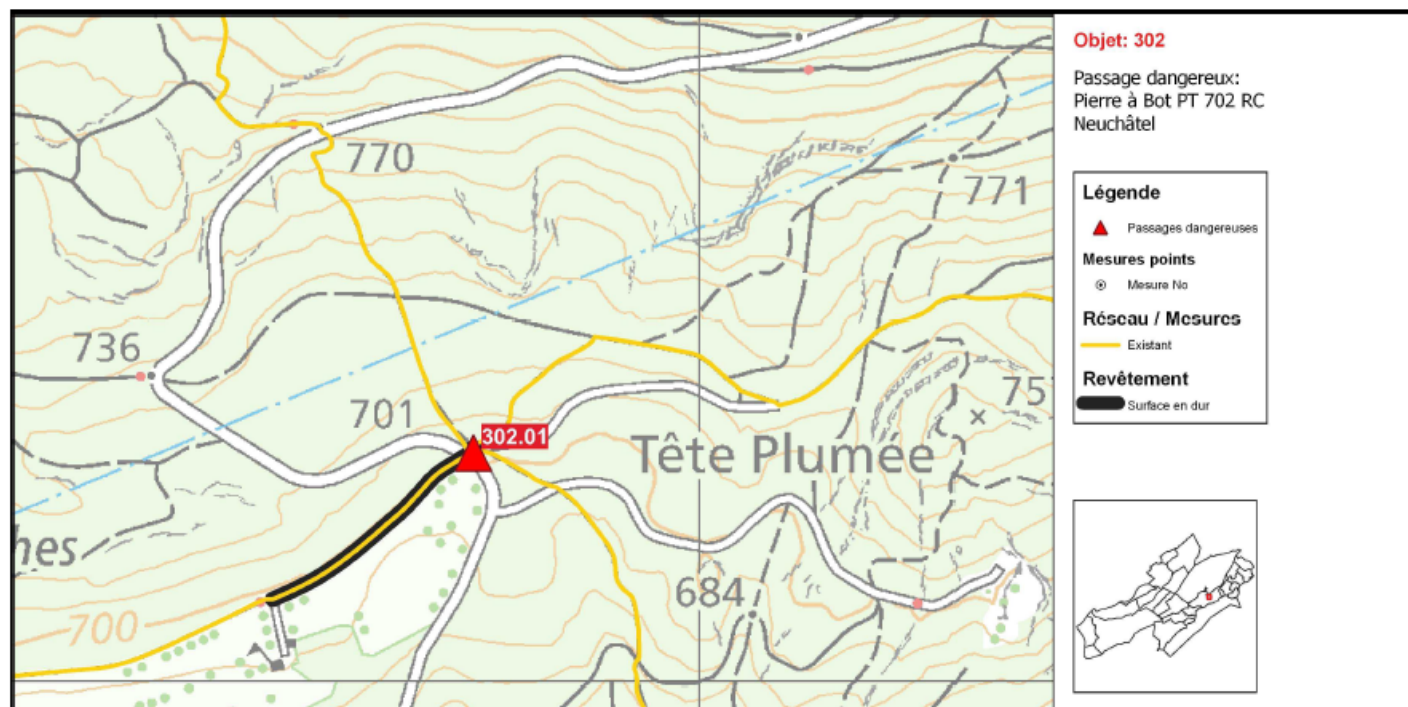 Objet: 302
Passage dangereux:
Pierre à Bot PT 702 RC
Neuchâtel
Légende
Passages dangereuses
Mesures points
Mesure No
Réseau / Mesures
Existant
Revêtement
Surface en dur
770
771
736
701
302.01
75
Tête Plumée
hes
684
700